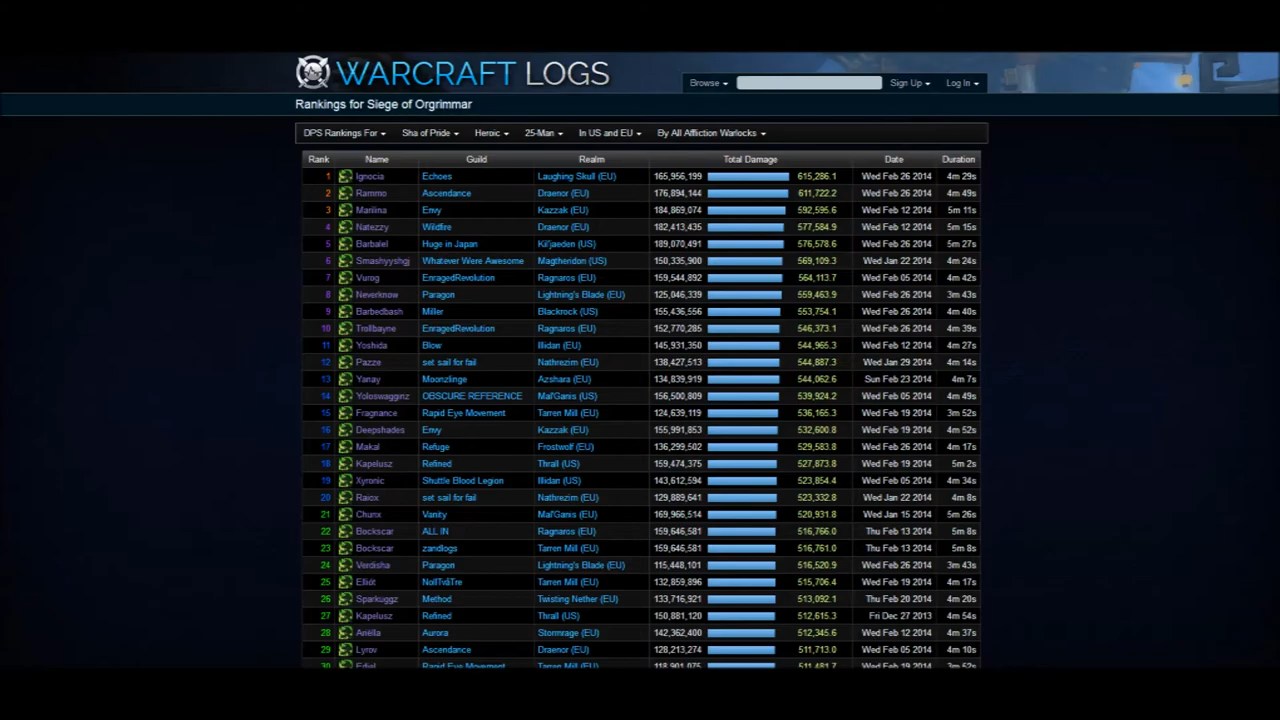 WARCRAFT LOGS
Browse Sign Up Log In
Rankings for Siege of Orgrimmar
DPS Rankings For Sha of Pride Heroic 25-Man In US and EU By All Affliction Warlocks
Rank Name Guild Realm Total Damage Date Duration
1 Ignocia Echoes Laughing Skull (EU) 165,956,199 615,286.1 Wed Feb 26 2014 4m 29s
2 Rammo Ascendance Draenor (EU) 176,894,144 611,722.2 Wed Feb 26 2014 4m 49s
3 Marilina Envy Kazzak (EU) 184,869,074 592,595.6 Wed Feb 12 2014 5m 11s
4 Natezzy Wildfire Draenor (EU) 182,413,435 577,584.9 Wed Feb 12 2014 5m 15s
5 Barbalel Huge in Japan Kil'jaeden (US) 189,070,491 576,578.6 Wed Feb 26 2014 5m 27s
6 Smashyyshgj Whatever Were Awesome Magtheridon (US) 150,335,900 569,109.3 Wed Jan 22 2014 4m 24s
7 Vurog EnragedRevolution Ragnaros (EU) 159,544,892 564,113.7 Wed Feb 05 2014 4m 42s
8 Neverknow Paragon Lightning's Blade (EU) 125,046,339 559,463.9 Wed Feb 26 2014 3m 43s
9 Barbedbash Miller Blackrock (US) 155,436,556 553,754.1 Wed Feb 26 2014 4m 40s
10 Trollbayne EnragedRevolution Ragnaros (EU) 152,770,285 546,373.1 Wed Feb 26 2014 4m 39s
11 Yoshida Blow Illidan (EU) 145,931,350 544,965.3 Wed Feb 12 2014 4m 27s
12 Pazze set sail for fail Nathrezim (EU) 138,427,513 544,887.3 Wed Jan 29 2014 4m 14s
13 Yanay Moonzlinge Azshara (EU) 134,839,919 544,062.6 Sun Feb 23 2014 4m 7s
14 Yoloswagginz OBSCURE REFERENCE Mal'Ganis (US) 156,500,809 539,924.2 Wed Feb 05 2014 4m 49s
15 Fragnance Rapid Eye Movement Tarren Mill (EU) 124,639,119 536,165.3 Wed Feb 19 2014 3m 52s
16 Deepshades Envy Kazzak (EU) 155,991,853 532,600.8 Wed Feb 19 2014 4m 52s
17 Makal Refuge Frostwolf (EU) 136,299,502 529,583.8 Wed Feb 26 2014 4m 17s
18 Kapelusz Refined Thrall (US) 159,474,375 527,873.8 Wed Feb 19 2014 5m 2s
19 Xyronic Shuttle Blood Legion Illidan (US) 143,612,594 523,854.4 Wed Feb 05 2014 4m 34s
20 Raiox set sail for fail Nathrezim (EU) 129,889,641 523,332.8 Wed Jan 22 2014 4m 8s
21 Chunx Vanity Mal'Ganis (EU) 169,966,514 520,931.8 Wed Jan 15 2014 5m 26s
22 Bockscar ALL IN Ragnaros (EU) 159,646,581 516,766.0 Thu Feb 13 2014 5m 8s
23 Bockscar zandlogs Tarren Mill (EU) 159,646,581 516,761.0 Thu Feb 13 2014 5m 8s
24 Verdisha Paragon Lightning's Blade (EU) 115,448,101 516,520.9 Wed Feb 26 2014 3m 43s
25 Elliót NollTvåTre Tarren Mill (EU) 132,859,896 515,706.4 Wed Feb 19 2014 4m 17s
26 Sparkuggz Method Twisting Nether (EU) 133,716,921 513,092.1 Thu Feb 20 2014 4m 20s
27 Kapelusz Refined Thrall (US) 150,881,120 512,615.3 Fri Dec 27 2013 4m 54s
28 Aurora Stormrage (EU) 142,362,400 512,345.6 Wed Feb 12 2014 4m 37s
29 Lyrov Ascendance Draenor (EU) 128,213,274 511,713.0 Wed Feb 05 2014 4m 10s
30 Rapid Eye Movement Tarren Mill (EU) 118,901,075 511,481.7 Wed Feb 19 2014 3m 52s